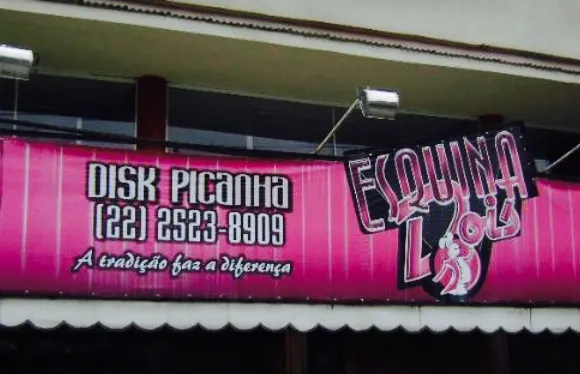 DISK PICANHA
(22) 2523-8909
A tradição faz a diferença
ESQUINA
Lois